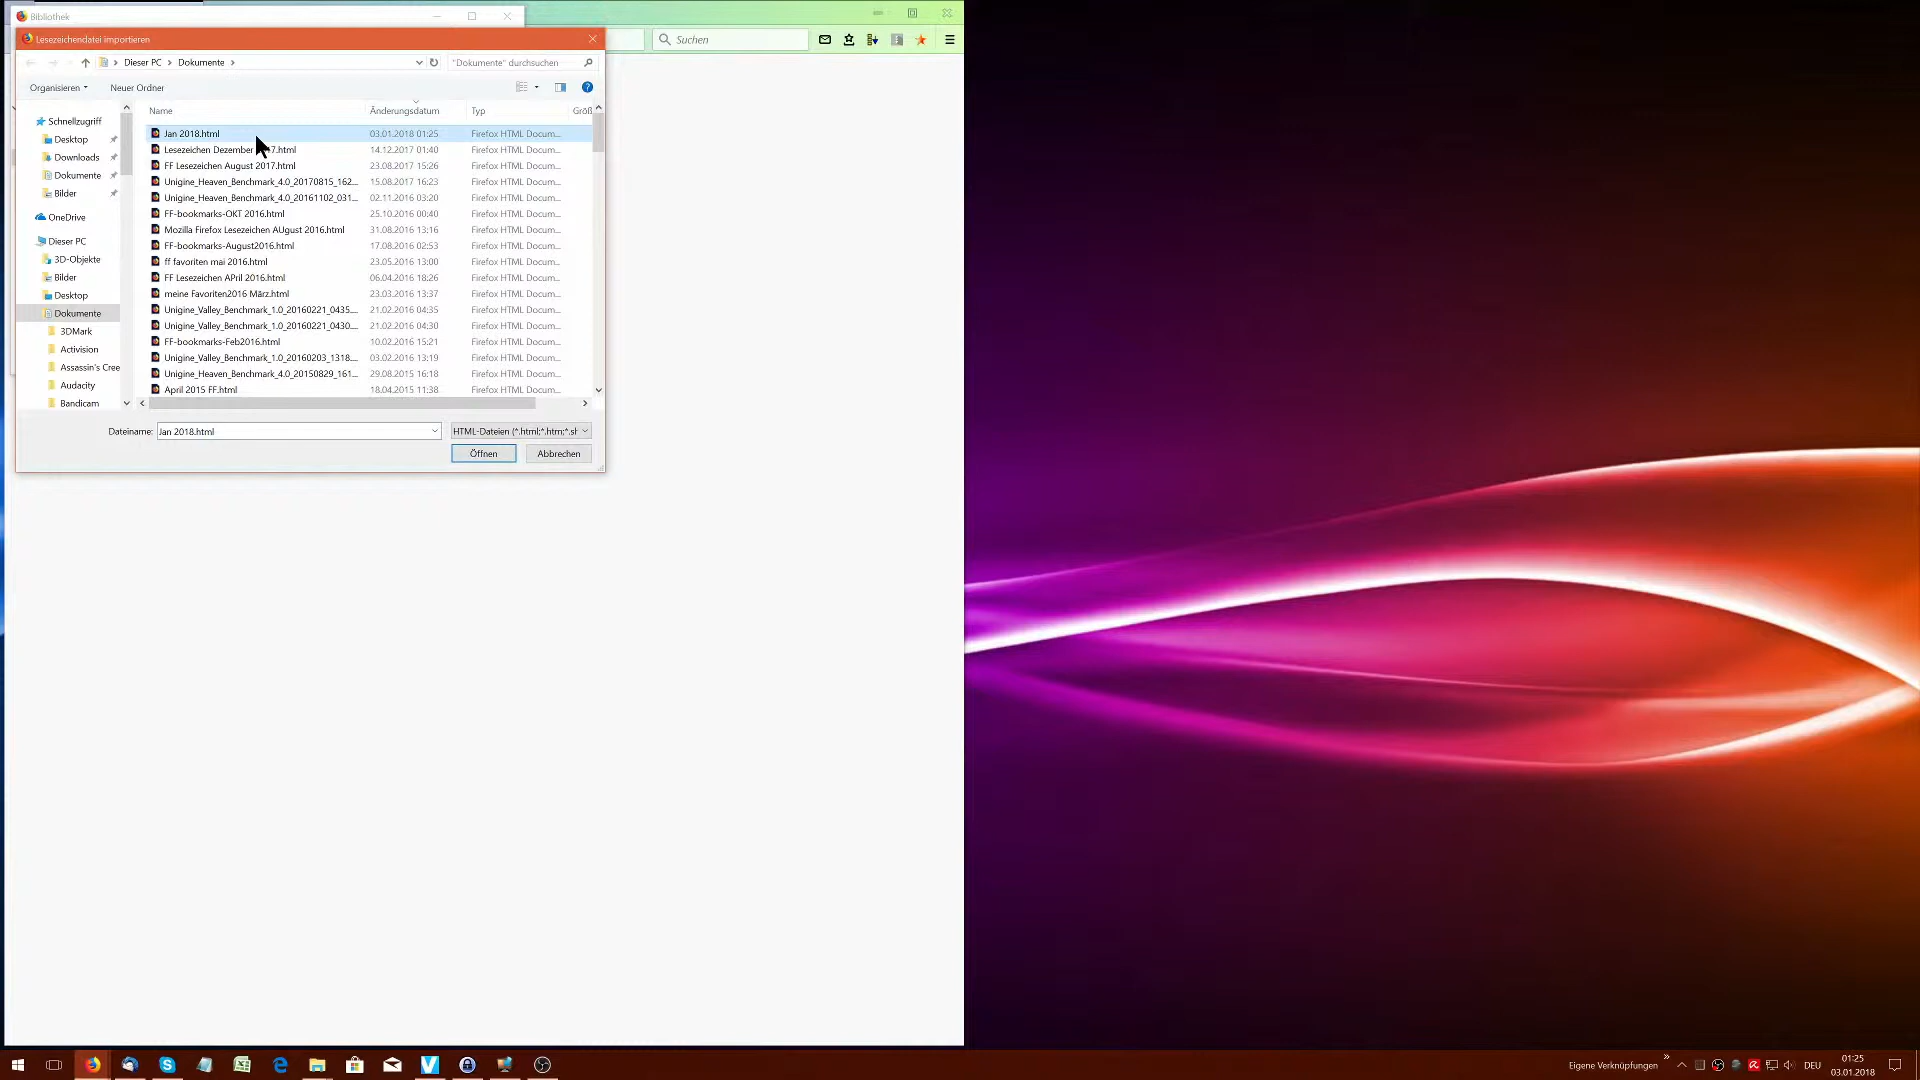 Bibliothek
Lesezeichendatei importieren
Suchen
Dieser PC
Dokumente
"Dokumente" durchsuchen
Organisieren
Neuer Ordner
Name
Änderungsdatum
Typ
Größ
Schnellzugriff
Desktop
Downloads
Dokumente
Bilder
OneDrive
Dieser PC
3D-Objekte
Bilder
Desktop
Dokumente
3DMark
Activision
Assassin's Cree
Audacity
Bandicam
Jan 2018.html 03.01.2018 01:25 Firefox HTML Docum...
Lesezeichen Dezember 17.html 14.12.2017 01:40 Firefox HTML Docum...
FF Lesezeichen August 2017.html 23.08.2017 15:26 Firefox HTML Docum...
Unigine_Heaven_Benchmark_4.0_20170815_162... 15.08.2017 16:23 Firefox HTML Docum...
Unigine_Heaven_Benchmark_4.0_20161102_031... 02.11.2016 03:20 Firefox HTML Docum...
FF-bookmarks-OKT 2016.html 25.10.2016 00:40 Firefox HTML Docum...
Mozilla Firefox Lesezeichen AUgust 2016.html 31.08.2016 13:16 Firefox HTML Docum...
FF-bookmarks-August2016.html 17.08.2016 02:53 Firefox HTML Docum...
ff favoriten mai 2016.html 23.05.2016 13:00 Firefox HTML Docum...
FF Lesezeichen APril 2016.html 06.04.2016 18:26 Firefox HTML Docum...
meine Favoriten2016 März.html 23.03.2016 13:37 Firefox HTML Docum...
Unigine_Valley_Benchmark_1.0_20160221_0435.... 21.02.2016 04:35 Firefox HTML Docum...
Unigine_Valley_Benchmark_1.0_20160221_0430.... 21.02.2016 04:30 Firefox HTML Docum...
FF-bookmarks-Feb2016.html 10.02.2016 15:21 Firefox HTML Docum...
Unigine_Valley_Benchmark_1.0_20160203_1318.... 03.02.2016 13:19 Firefox HTML Docum...
Unigine_Heaven_Benchmark_4.0_20150829_161... 29.08.2015 16:18 Firefox HTML Docum...
April 2015 FF.html 18.04.2015 11:38 Firefox HTML Docum...
Dateiname: Jan 2018.html
HTML-Dateien (*.html;*.htm;*.sh
Öffnen
Abbrechen
Eigene Verknüpfungen
DEU
01:25
03.01.2018